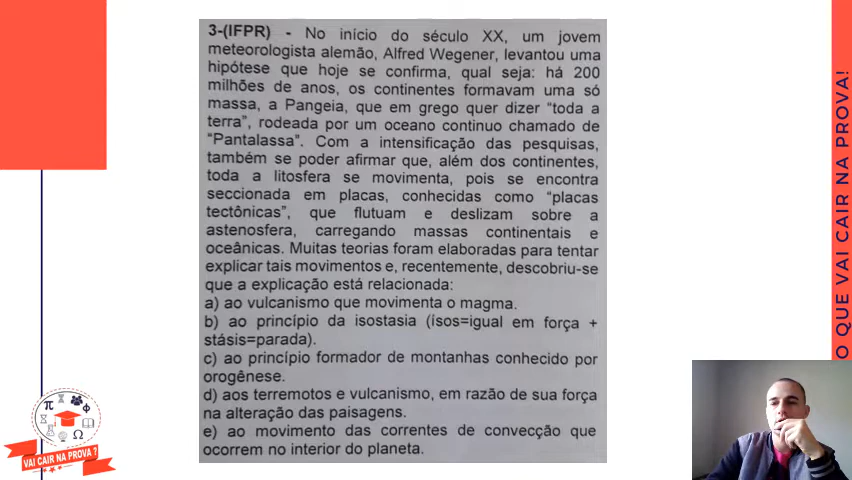 3-(IFPR) - No início do século XX, um jovem
meteorologista alemão, Alfred Wegener, levantou uma
hipótese que hoje se confirma, qual seja: há 200
milhões de anos, os continentes formavam uma só
massa, a Pangeia, que em grego quer dizer "toda a
terra", rodeada por um oceano continuo chamado de
"Pantalassa". Com a intensificação das pesquisas,
também se poder afirmar que, além dos continentes,
toda a litosfera se movimenta, pois se encontra
seccionada em placas, conhecidas como "placas
tectônicas", que flutuam e deslizam sobre a
astenosfera, carregando massas continentais e
oceânicas. Muitas teorias foram elaboradas para tentar
explicar tais movimentos e, recentemente, descobriu-se
que a explicação está relacionada:
a) ao vulcanismo que movimenta o magma.
b) ao princípio da isostasia (ísos=igual em força +
stásis=parada).
c) ao princípio formador de montanhas conhecido por
orogênese.
d) aos terremotos e vulcanismo, em razão de sua força
na alteração das paisagens.
e) ao movimento das correntes de convecção que
ocorrem no interior do planeta.
O QUE VAI CAIR NA PROVA!
VAI CAIR NA PROVA ?